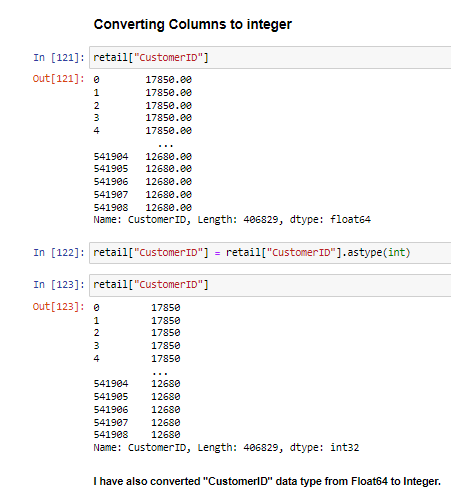 Converting Columns to integer
In [121]: retail["CustomerID"]
Out[121]: 0 17850.00
1 17850.00
2 17850.00
3 17850.00
4 17850.00
...
541904 12680.00
541905 12680.00
541906 12680.00
541907 12680.00
541908 12680.00
Name: CustomerID, Length: 406829, dtype: float64
In [122]: retail["CustomerID"] = retail["CustomerID"].astype(int)
In [123]: retail["CustomerID"]
Out[123]: 0 17850
1 17850
2 17850
3 17850
4 17850
...
541904 12680
541905 12680
541906 12680
541907 12680
541908 12680
Name: CustomerID, Length: 406829, dtype: int32
I have also converted "CustomerID" data type from Float64 to Integer.